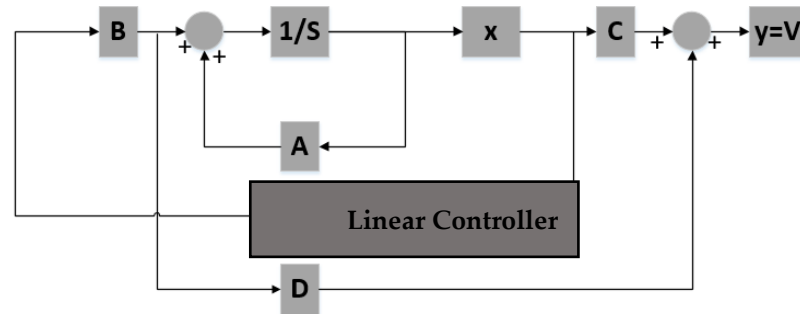 B
+
+
1/S
x
C
+
+
y=V
A
Linear Controller
D